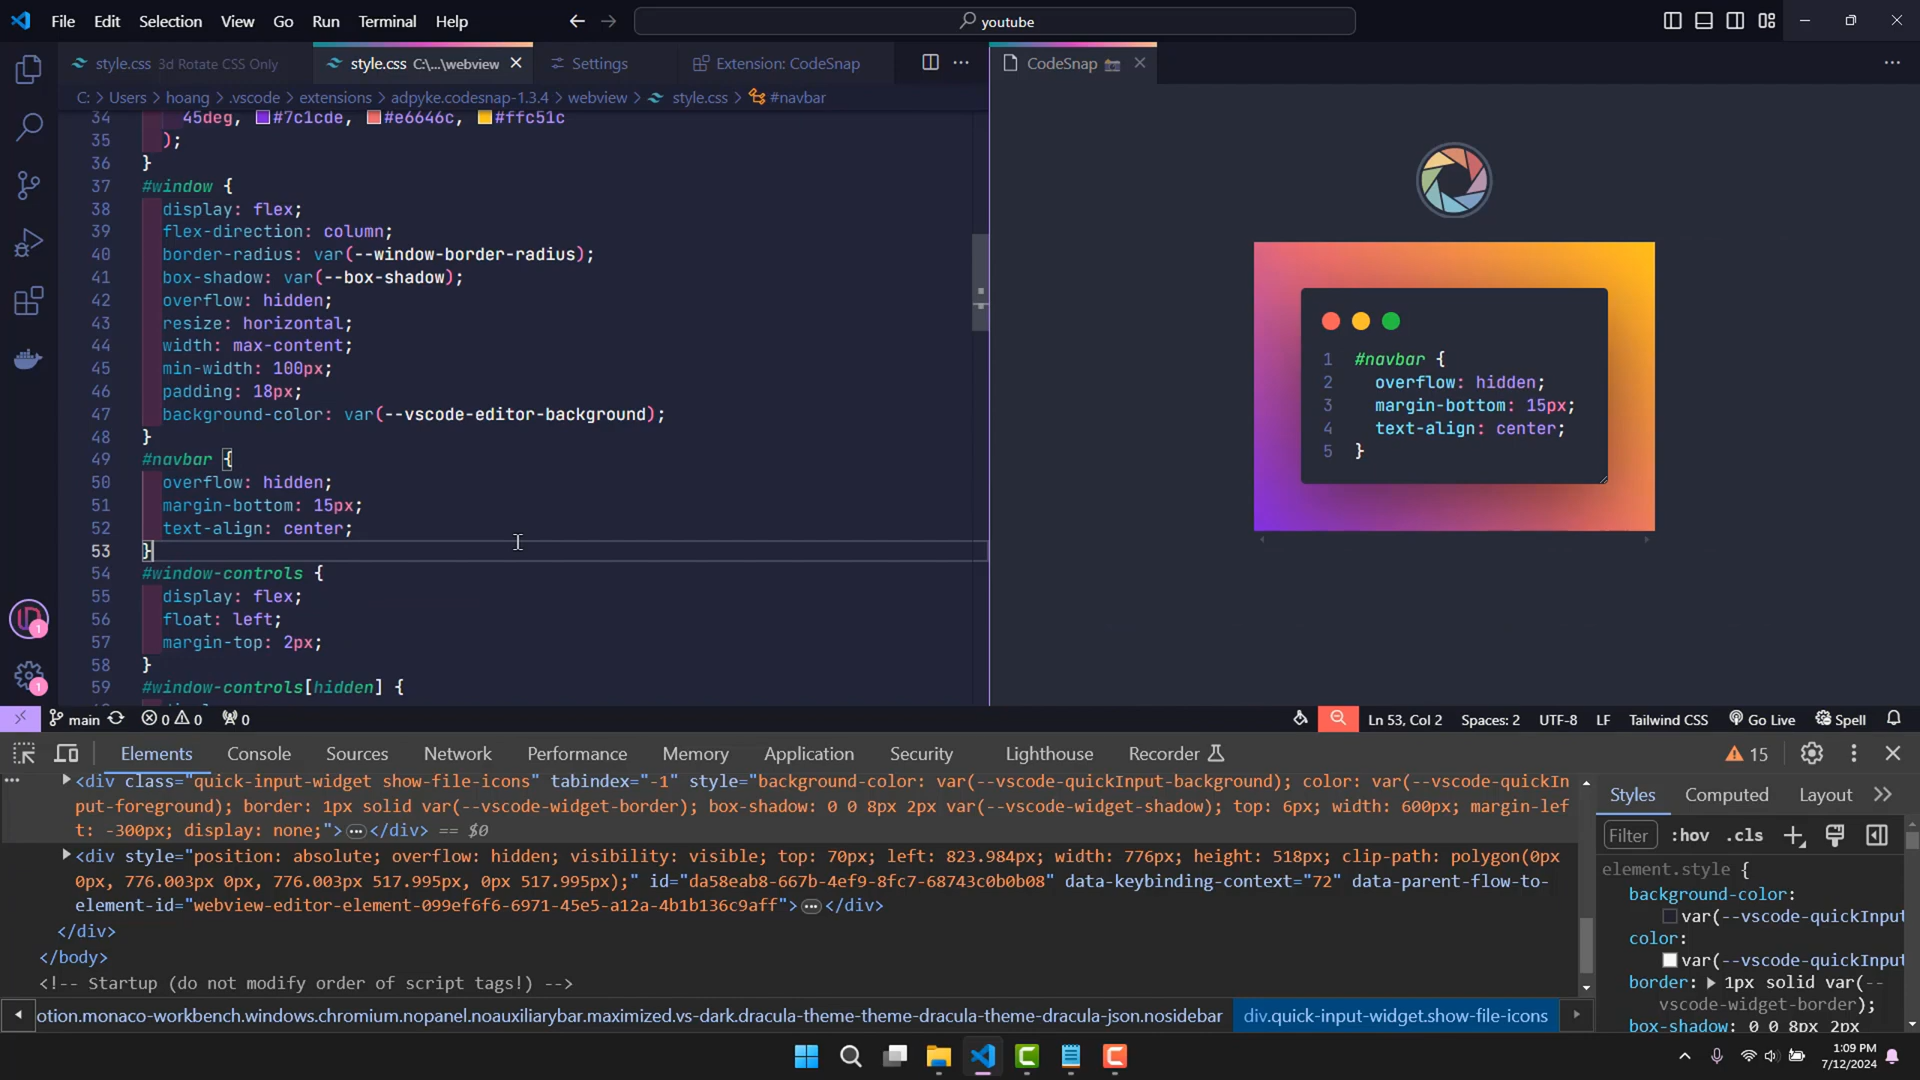 File Edit Selection View Go Run Terminal Help youtube
style.css 3d Rotate CSS Only style.css C:\...\webview Settings Extension: CodeSnap CodeSnap 📸
C: > Users > hoang > .vscode > extensions > adpyke.codesnap-1.3.4 > webview > style.css > #navbar
34 45deg, #7c1cde, #e6646c, #ffc51c
35 );
36 }
37 #window {
38 display: flex;
39 flex-direction: column;
40 border-radius: var(--window-border-radius);
41 box-shadow: var(--box-shadow);
42 overflow: hidden;
43 resize: horizontal;
44 width: max-content;
45 min-width: 100px;
46 padding: 18px;
47 background-color: var(--vscode-editor-background);
48 }
49 #navbar {
50 overflow: hidden;
51 margin-bottom: 15px;
52 text-align: center;
53 }
54 #window-controls {
55 display: flex;
56 float: left;
57 margin-top: 2px;
58 }
59 #window-controls[hidden] {
1 #navbar {
2 overflow: hidden;
3 margin-bottom: 15px;
4 text-align: center;
5 }
1
1
main 0 0 0 Ln 53, Col 2 Spaces: 2 UTF-8 LF Tailwind CSS Go Live Spell
Elements Console Sources Network Performance Memory Application Security Lighthouse Recorder 15
<div class="quick-input-widget show-file-icons" tabindex="-1" style="background-color: var(--vscode-quickInput-background); color: var(--vscode-quickIn
put-foreground); border: 1px solid var(--vscode-widget-border); box-shadow: 0 0 8px 2px var(--vscode-widget-shadow); top: 6px; width: 600px; margin-lef
t: -300px; display: none;">…</div> == $0
<div style="position: absolute; overflow: hidden; visibility: visible; top: 70px; left: 823.984px; width: 776px; height: 518px; clip-path: polygon(0px
0px, 776.003px 0px, 776.003px 517.995px, 0px 517.995px);" id="da58eab8-667b-4ef9-8fc7-68743c0b0b08" data-keybinding-context="72" data-parent-flow-to-
element-id="webview-editor-element-099ef6f6-6971-45e5-a12a-4b1b136c9aff">…</div>
</div>
</body>
<!-- Startup (do not modify order of script tags!) -->
otion.monaco-workbench.windows.chromium.nopanel.noauxiliarybar.maximized.vs-dark.dracula-theme-theme-dracula-theme-dracula-json.nosidebar div.quick-input-widget.show-file-icons
Styles Computed Layout
Filter :hov .cls
element.style {
background-color:
var(--vscode-quickInput
color:
var(--vscode-quickInput
border: 1px solid var(--
vscode-widget-border);
box-shadow: 0 0 8px 2px
1:09 PM
7/12/2024